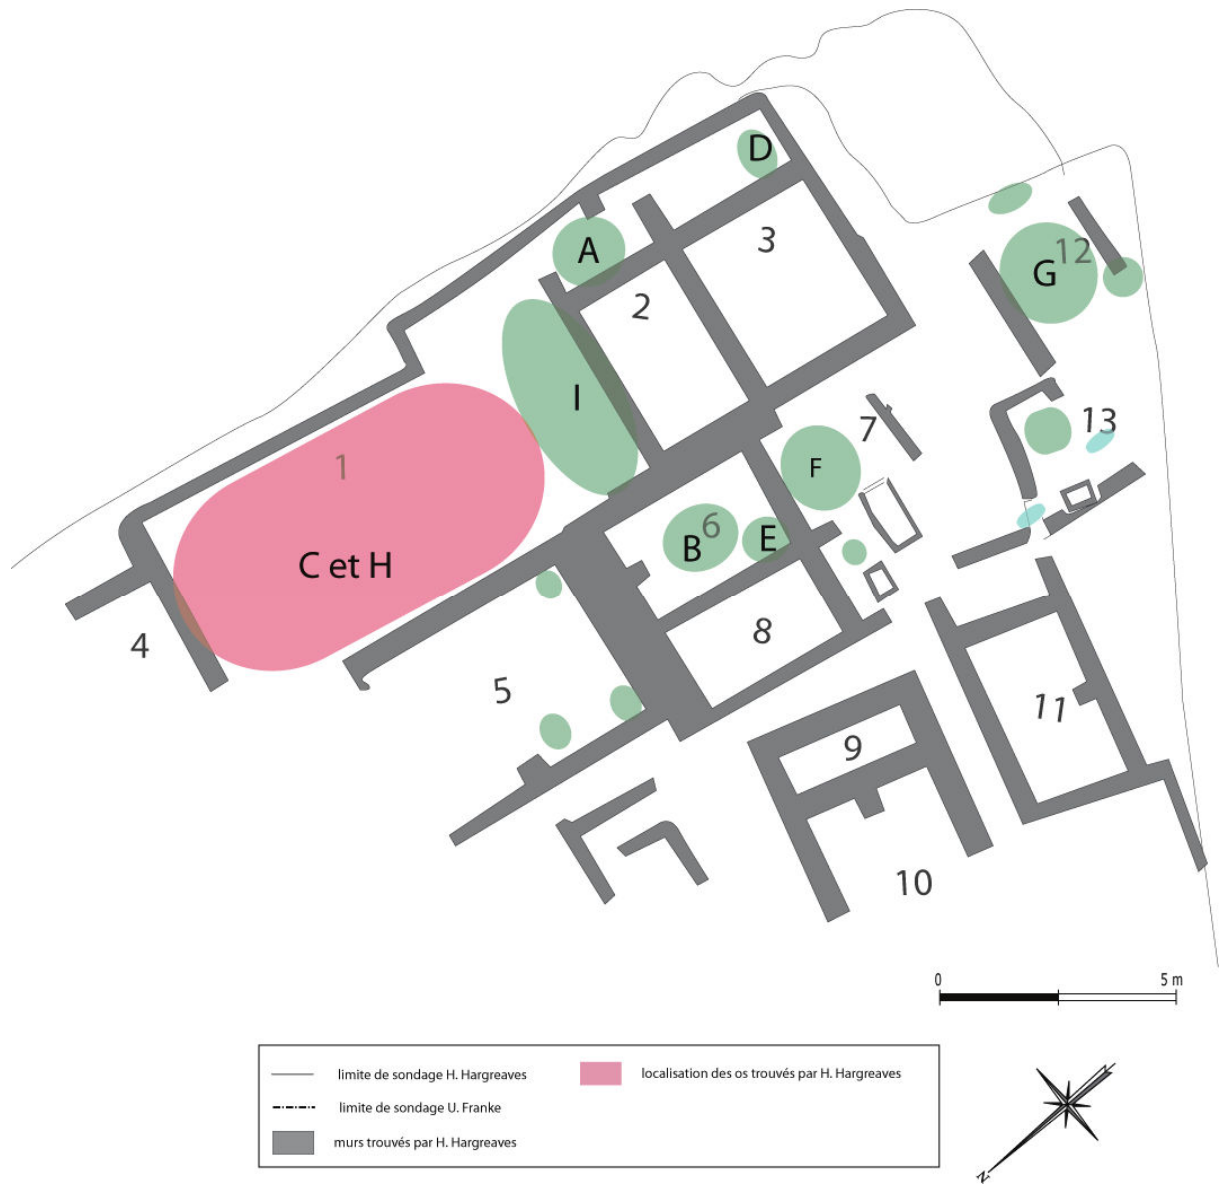 D
3
A
12
G
2
I
13
7
1
F
6
B
E
C et H
8
4
5
11
9
10
0
5 m
limite de sondage H. Hargreaves
localisation des os trouvés par H. Hargreaves
limite de sondage U. Franke
murs trouvés par H. Hargreaves
N